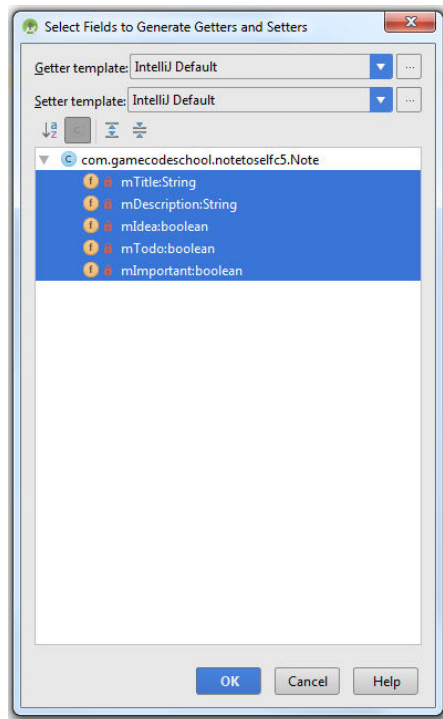 Select Fields to Generate Getters and Setters
Getter template: IntelliJ Default
...
Setter template: IntelliJ Default
...
a
z
c
C com.gamecodeschool.notetoselfc5.Note
f mTitle:String
f mDescription:String
f mIdea:boolean
f mTodo:boolean
f mImportant:boolean
OK Cancel Help